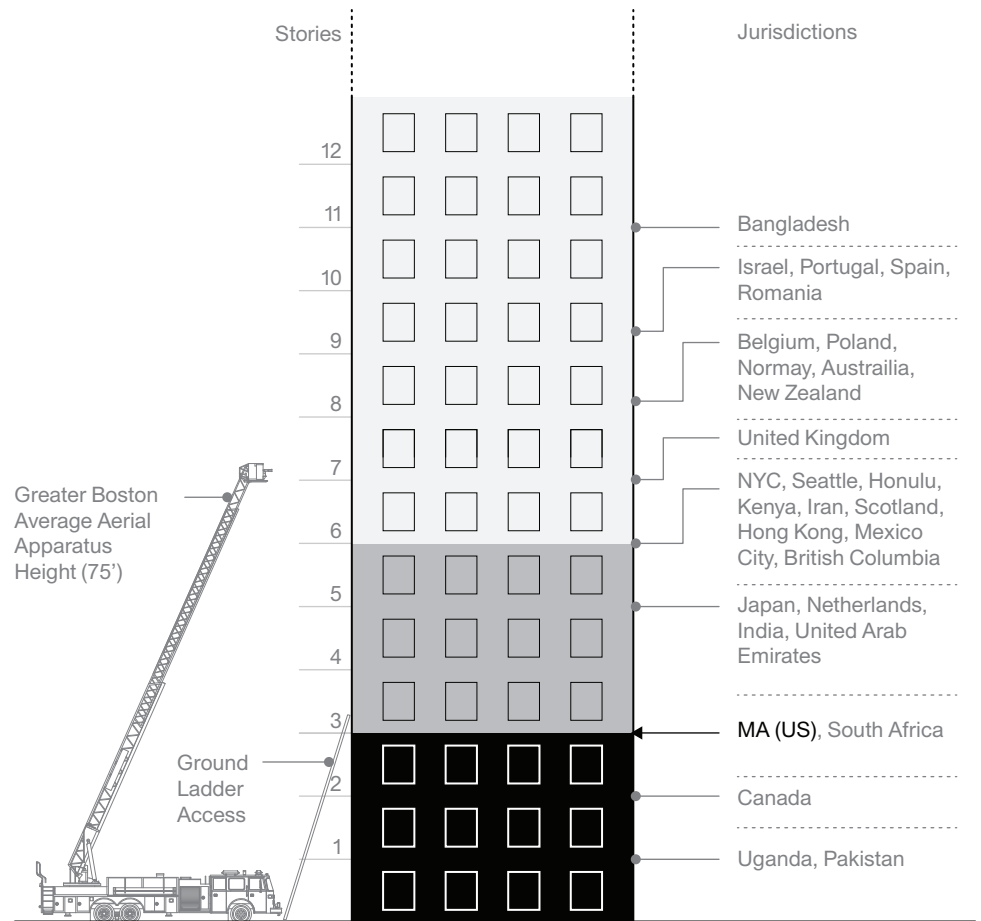 Stories
Jurisdictions
12
11
10
9
8
7
6
5
4
3
2
1
Greater Boston
Average Aerial
Apparatus
Height (75’)
Ground
Ladder
Access
Bangladesh
Israel, Portugal, Spain,
Romania
Belgium, Poland,
Normay, Austrailia,
New Zealand
United Kingdom
NYC, Seattle, Honulu,
Kenya, Iran, Scotland,
Hong Kong, Mexico
City, British Columbia
Japan, Netherlands,
India, United Arab
Emirates
MA (US), South Africa
Canada
Uganda, Pakistan